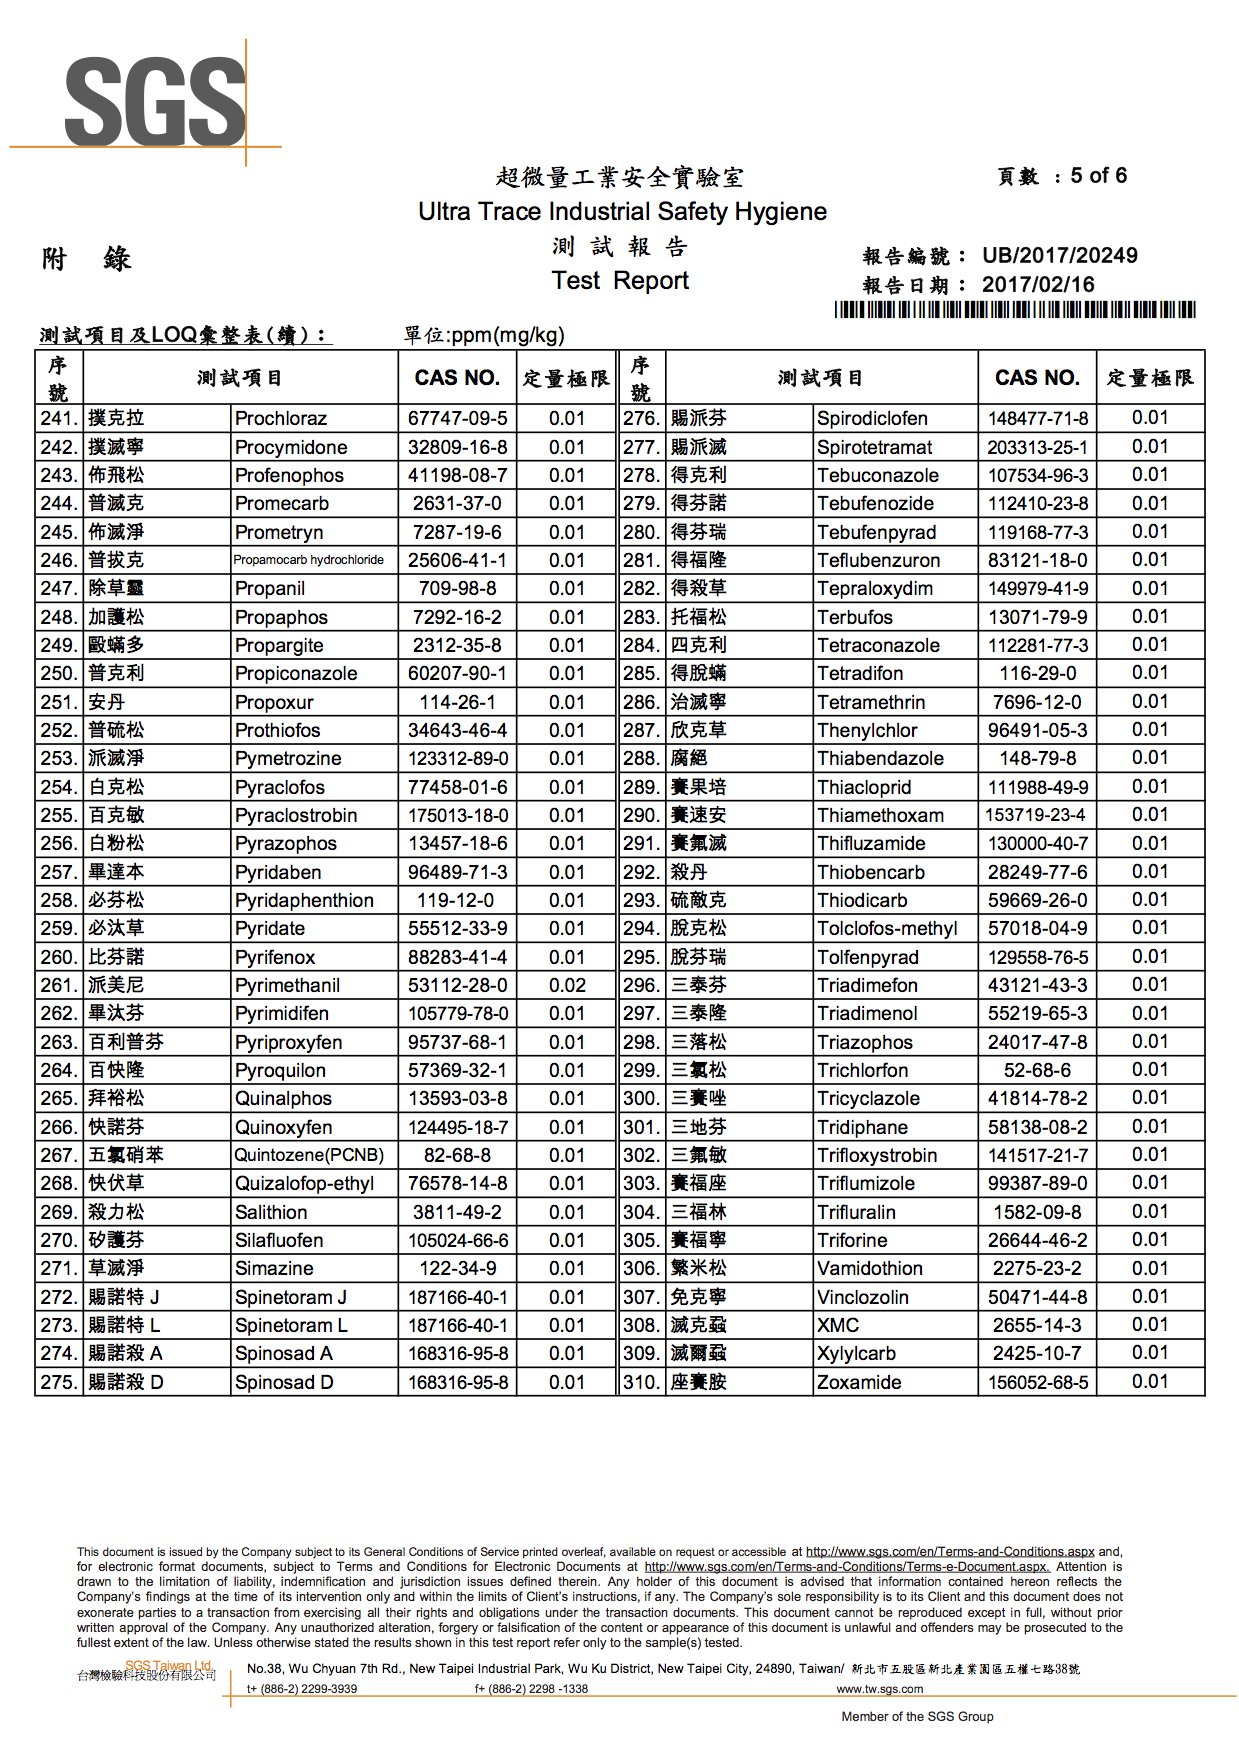 SGS
超微量工業安全實驗室
頁數 : 5 of 6
Ultra Trace Industrial Safety Hygiene
測 試 報 告
附 錄
Test Report
報告編號： UB/2017/20249
報告日期： 2017/02/16
測試項目及LOQ彙整表(續)：
單位:ppm(mg/kg)
序號 測試項目 CAS NO. 定量極限 序號 測試項目 CAS NO. 定量極限
241. 撲克拉 Prochloraz 67747-09-5 0.01 276. 賜派芬 Spirodiclofen 148477-71-8 0.01
242. 撲滅寧 Procymidone 32809-16-8 0.01 277. 賜派滅 Spirotetramat 203313-25-1 0.01
243. 佈飛松 Profenophos 41198-08-7 0.01 278. 得克利 Tebuconazole 107534-96-3 0.01
244. 普滅克 Promecarb 2631-37-0 0.01 279. 得芬諾 Tebufenozide 112410-23-8 0.01
245. 佈滅淨 Prometryn 7287-19-6 0.01 280. 得芬瑞 Tebufenpyrad 119168-77-3 0.01
246. 普拔克 Propamocarb hydrochloride 25606-41-1 0.01 281. 得福隆 Teflubenzuron 83121-18-0 0.01
247. 除草靈 Propanil 709-98-8 0.01 282. 得殺草 Tepraloxydim 149979-41-9 0.01
248. 加護松 Propaphos 7292-16-2 0.01 283. 托福松 Terbufos 13071-79-9 0.01
249. 毆蟎多 Propargite 2312-35-8 0.01 284. 四克利 Tetraconazole 112281-77-3 0.01
250. 普克利 Propiconazole 60207-90-1 0.01 285. 得脫蟎 Tetradifon 116-29-0 0.01
251. 安丹 Propoxur 114-26-1 0.01 286. 治滅寧 Tetramethrin 7696-12-0 0.01
252. 普硫松 Prothiofos 34643-46-4 0.01 287. 欣克草 Thenylchlor 96491-05-3 0.01
253. 派滅淨 Pymetrozine 123312-89-0 0.01 288. 腐絕 Thiabendazole 148-79-8 0.01
254. 白克松 Pyraclofos 77458-01-6 0.01 289. 賽果培 Thiacloprid 111988-49-9 0.01
255. 百克敏 Pyraclostrobin 175013-18-0 0.01 290. 賽速安 Thiamethoxam 153719-23-4 0.01
256. 白粉松 Pyrazophos 13457-18-6 0.01 291. 賽氟滅 Thifluzamide 130000-40-7 0.01
257. 畢達本 Pyridaben 96489-71-3 0.01 292. 殺丹 Thiobencarb 28249-77-6 0.01
258. 必芬松 Pyridaphenthion 119-12-0 0.01 293. 硫敵克 Thiodicarb 59669-26-0 0.01
259. 必汰草 Pyridate 55512-33-9 0.01 294. 脫克松 Tolclofos-methyl 57018-04-9 0.01
260. 比芬諾 Pyrifenox 88283-41-4 0.01 295. 脫芬瑞 Tolfenpyrad 129558-76-5 0.01
261. 派美尼 Pyrimethanil 53112-28-0 0.02 296. 三泰芬 Triadimefon 43121-43-3 0.01
262. 畢汰芬 Pyrimidifen 105779-78-0 0.01 297. 三泰隆 Triadimenol 55219-65-3 0.01
263. 百利普芬 Pyriproxyfen 95737-68-1 0.01 298. 三落松 Triazophos 24017-47-8 0.01
264. 百快隆 Pyroquilon 57369-32-1 0.01 299. 三氯松 Trichlorfon 52-68-6 0.01
265. 拜裕松 Quinalphos 13593-03-8 0.01 300. 三賽唑 Tricyclazole 41814-78-2 0.01
266. 快諾芬 Quinoxyfen 124495-18-7 0.01 301. 三地芬 Tridiphane 58138-08-2 0.01
267. 五氯硝苯 Quintozene(PCNB) 82-68-8 0.01 302. 三氟敏 Trifloxystrobin 141517-21-7 0.01
268. 快伏草 Quizalofop-ethyl 76578-14-8 0.01 303. 賽福座 Triflumizole 99387-89-0 0.01
269. 殺力松 Salithion 3811-49-2 0.01 304. 三福林 Trifluralin 1582-09-8 0.01
270. 矽護芬 Silafluofen 105024-66-6 0.01 305. 賽福寧 Triforine 26644-46-2 0.01
271. 草滅淨 Simazine 122-34-9 0.01 306. 繁米松 Vamidothion 2275-23-2 0.01
272. 賜諾特 J Spinetoram J 187166-40-1 0.01 307. 免克寧 Vinclozolin 50471-44-8 0.01
273. 賜諾特 L Spinetoram L 187166-40-1 0.01 308. 滅克蝨 XMC 2655-14-3 0.01
274. 賜諾殺 A Spinosad A 168316-95-8 0.01 309. 滅爾蝨 Xylylcarb 2425-10-7 0.01
275. 賜諾殺 D Spinosad D 168316-95-8 0.01 310. 座賽胺 Zoxamide 156052-68-5 0.01
This document is issued by the Company subject to its General Conditions of Service printed overleaf, available on request or accessible at http://www.sgs.com/en/Terms-and-Conditions.aspx and,
for electronic format documents, subject to Terms and Conditions for Electronic Documents at http://www.sgs.com/en/Terms-and-Conditions/Terms-e-Document.aspx. Attention is
drawn to the limitation of liability, indemnification and jurisdiction issues defined therein. Any holder of this document is advised that information contained hereon reflects the
Company's findings at the time of its intervention only and within the limits of Client's instructions, if any. The Company's sole responsibility is to its Client and this document does not
exonerate parties to a transaction from exercising all their rights and obligations under the transaction documents. This document cannot be reproduced except in full, without prior
written approval of the Company. Any unauthorized alteration, forgery or falsification of the content or appearance of this document is unlawful and offenders may be prosecuted to the
fullest extent of the law. Unless otherwise stated the results shown in this test report refer only to the sample(s) tested.
SGS Taiwan Ltd.
台灣檢驗科技股份有限公司
No.38, Wu Chyuan 7th Rd., New Taipei Industrial Park, Wu Ku District, New Taipei City, 24890, Taiwan/ 新北市五股區新北產業園區五權七路38號
t+ (886-2) 2299-3939 f+ (886-2) 2298 -1338 www.tw.sgs.com
Member of the SGS Group